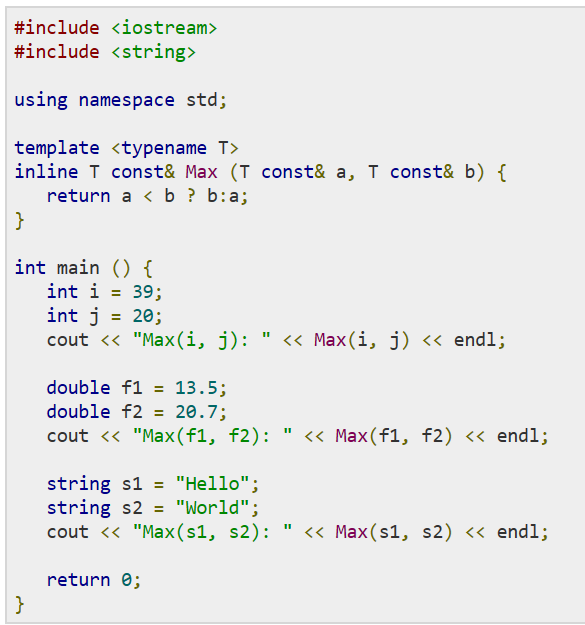 #include <iostream>
#include <string>

using namespace std;

template <typename T>
inline T const& Max (T const& a, T const& b) {
   return a < b ? b:a;
}

int main () {
   int i = 39;
   int j = 20;
   cout << "Max(i, j): " << Max(i, j) << endl;

   double f1 = 13.5;
   double f2 = 20.7;
   cout << "Max(f1, f2): " << Max(f1, f2) << endl;

   string s1 = "Hello";
   string s2 = "World";
   cout << "Max(s1, s2): " << Max(s1, s2) << endl;

   return 0;
}